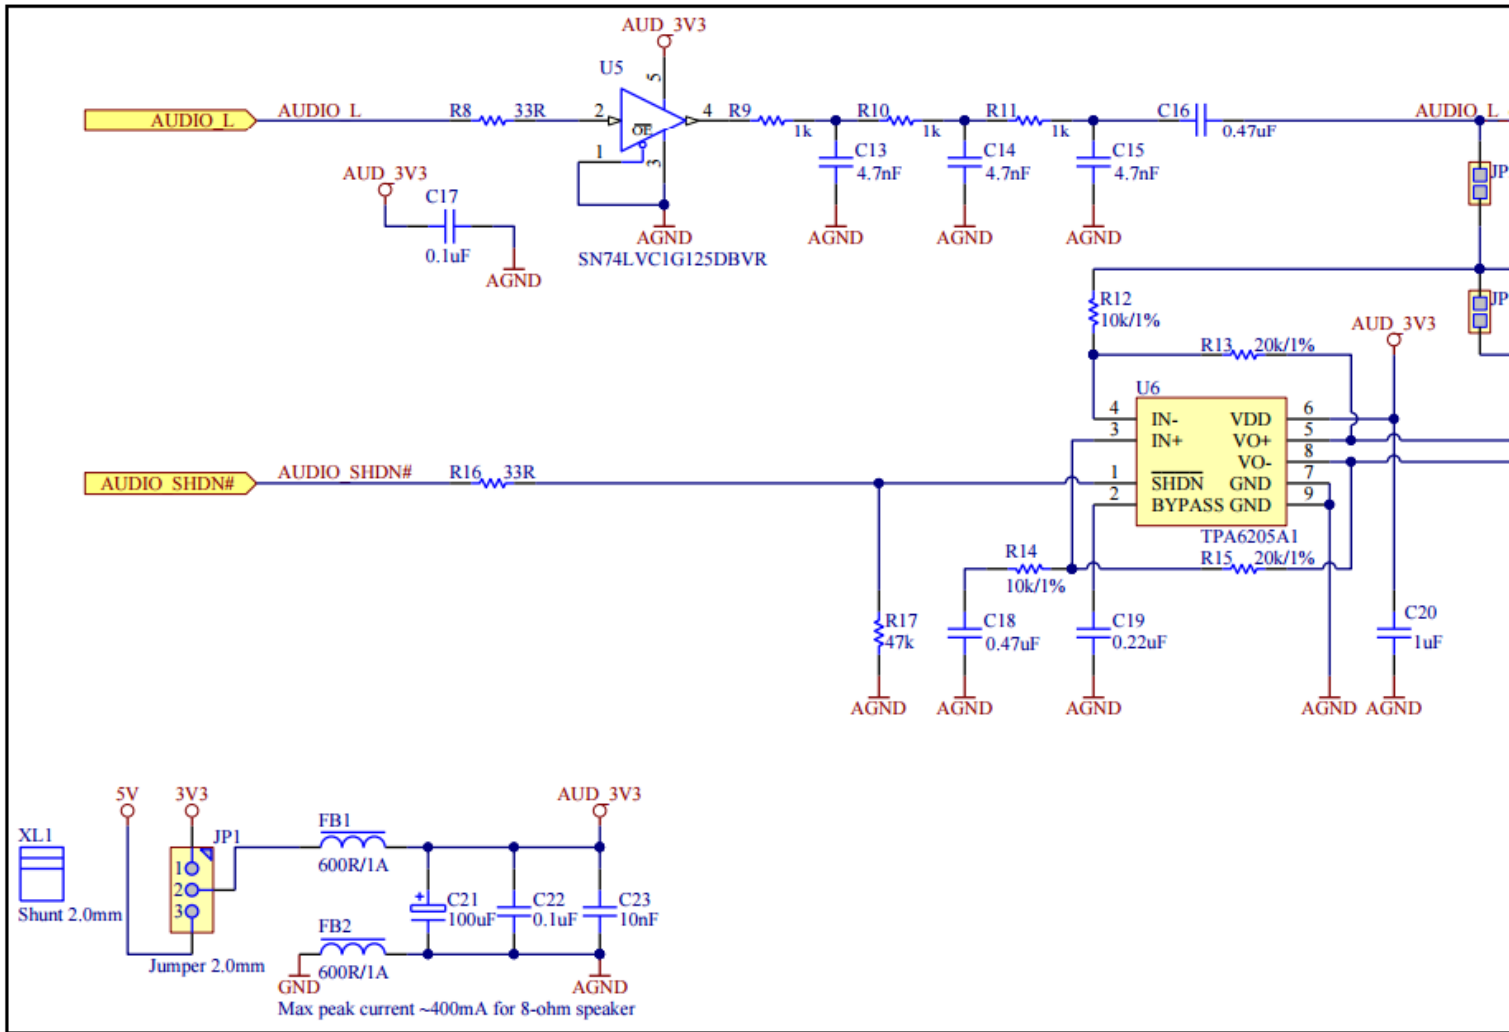 AUD_3V3
U5
5
AUDIO_L
AUDIO_L
R8
33R
2
OE
4
R9
1k
R10
1k
R11
1k
C16
0.47uF
AUDIO_L
1
3
C13
4.7nF
C14
4.7nF
C15
4.7nF
JP
AUD_3V3
C17
0.1uF
AGND
AGND
SN74LVC1G125DBVR
AGND
AGND
AGND
R12
10k/1%
JP
AUD_3V3
R13
20k/1%
U6
4
IN-
VDD
6
3
IN+
VO+
5
VO-
8
AUDIO_SHDN#
AUDIO_SHDN#
R16
33R
1
SHDN
GND
7
2
BYPASS
GND
9
TPA6205A1
R14
10k/1%
R15
20k/1%
R17
47k
C18
0.47uF
C19
0.22uF
C20
1uF
AGND
AGND
AGND
AGND
AGND
5V
3V3
AUD_3V3
XL1
Shunt 2.0mm
JP1
1
2
3
Jumper 2.0mm
FB1
600R/1A
C21
100uF
C22
0.1uF
C23
10nF
FB2
600R/1A
GND
AGND
Max peak current ~400mA for 8-ohm speaker